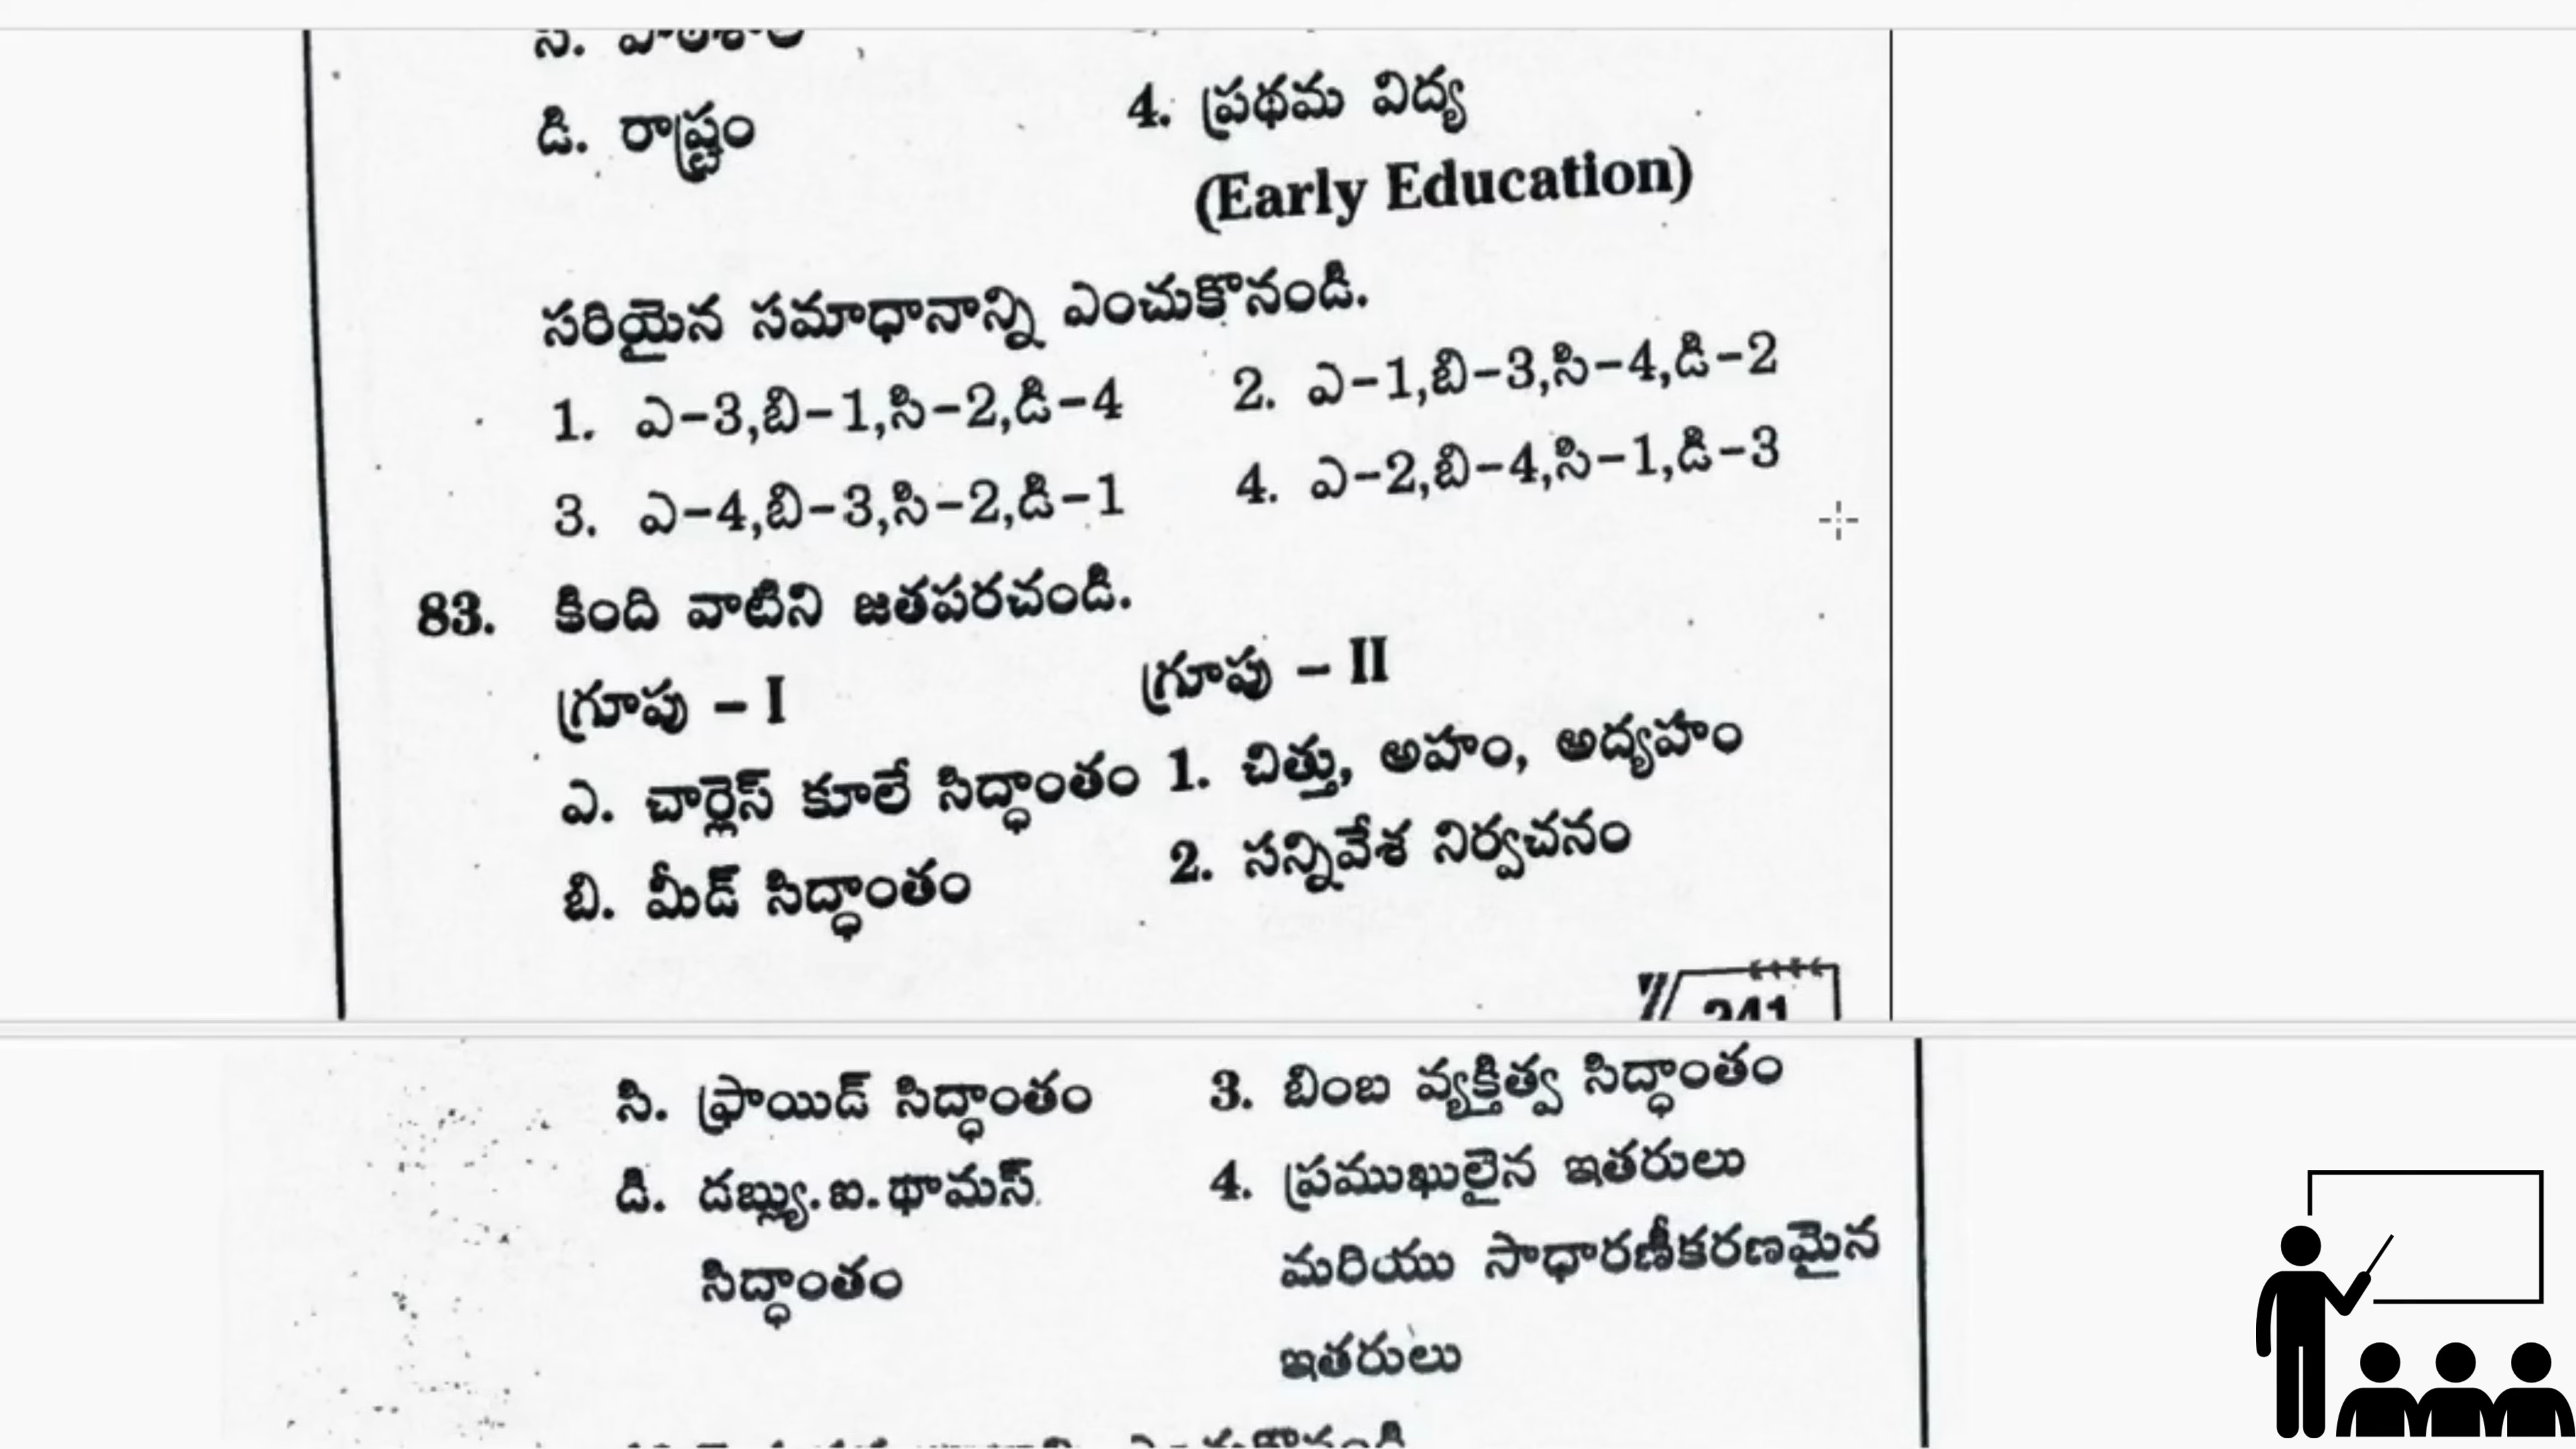 డి. రాష్ట్రం
4. ప్రథమ విద్య
(Early Education)
సరియైన సమాధానాన్ని ఎంచుకొనండి.
1. ఎ-3,బి-1,సి-2,డి-4 2. ఎ-1,బి-3,సి-4,డి-2
3. ఎ-4,బి-3,సి-2,డి-1 4. ఎ-2,బి-4,సి-1,డి-3
83. కింది వాటిని జతపరచండి.
గ్రూపు - I గ్రూపు - II
ఎ. చార్లెస్ కూలే సిద్ధాంతం 1. చిత్తు, అహం, అధ్యహం
బి. మీడ్ సిద్ధాంతం 2. సన్నివేశ నిర్వచనం
241
సి. ఫ్రాయిడ్ సిద్ధాంతం 3. బింబ వ్యక్తిత్వ సిద్ధాంతం
డి. డబ్ల్యు.ఐ.థామస్ 4. ప్రముఖులైన ఇతరులు
సిద్ధాంతం మరియు సాధారణీకరణమైన
ఇతరులు